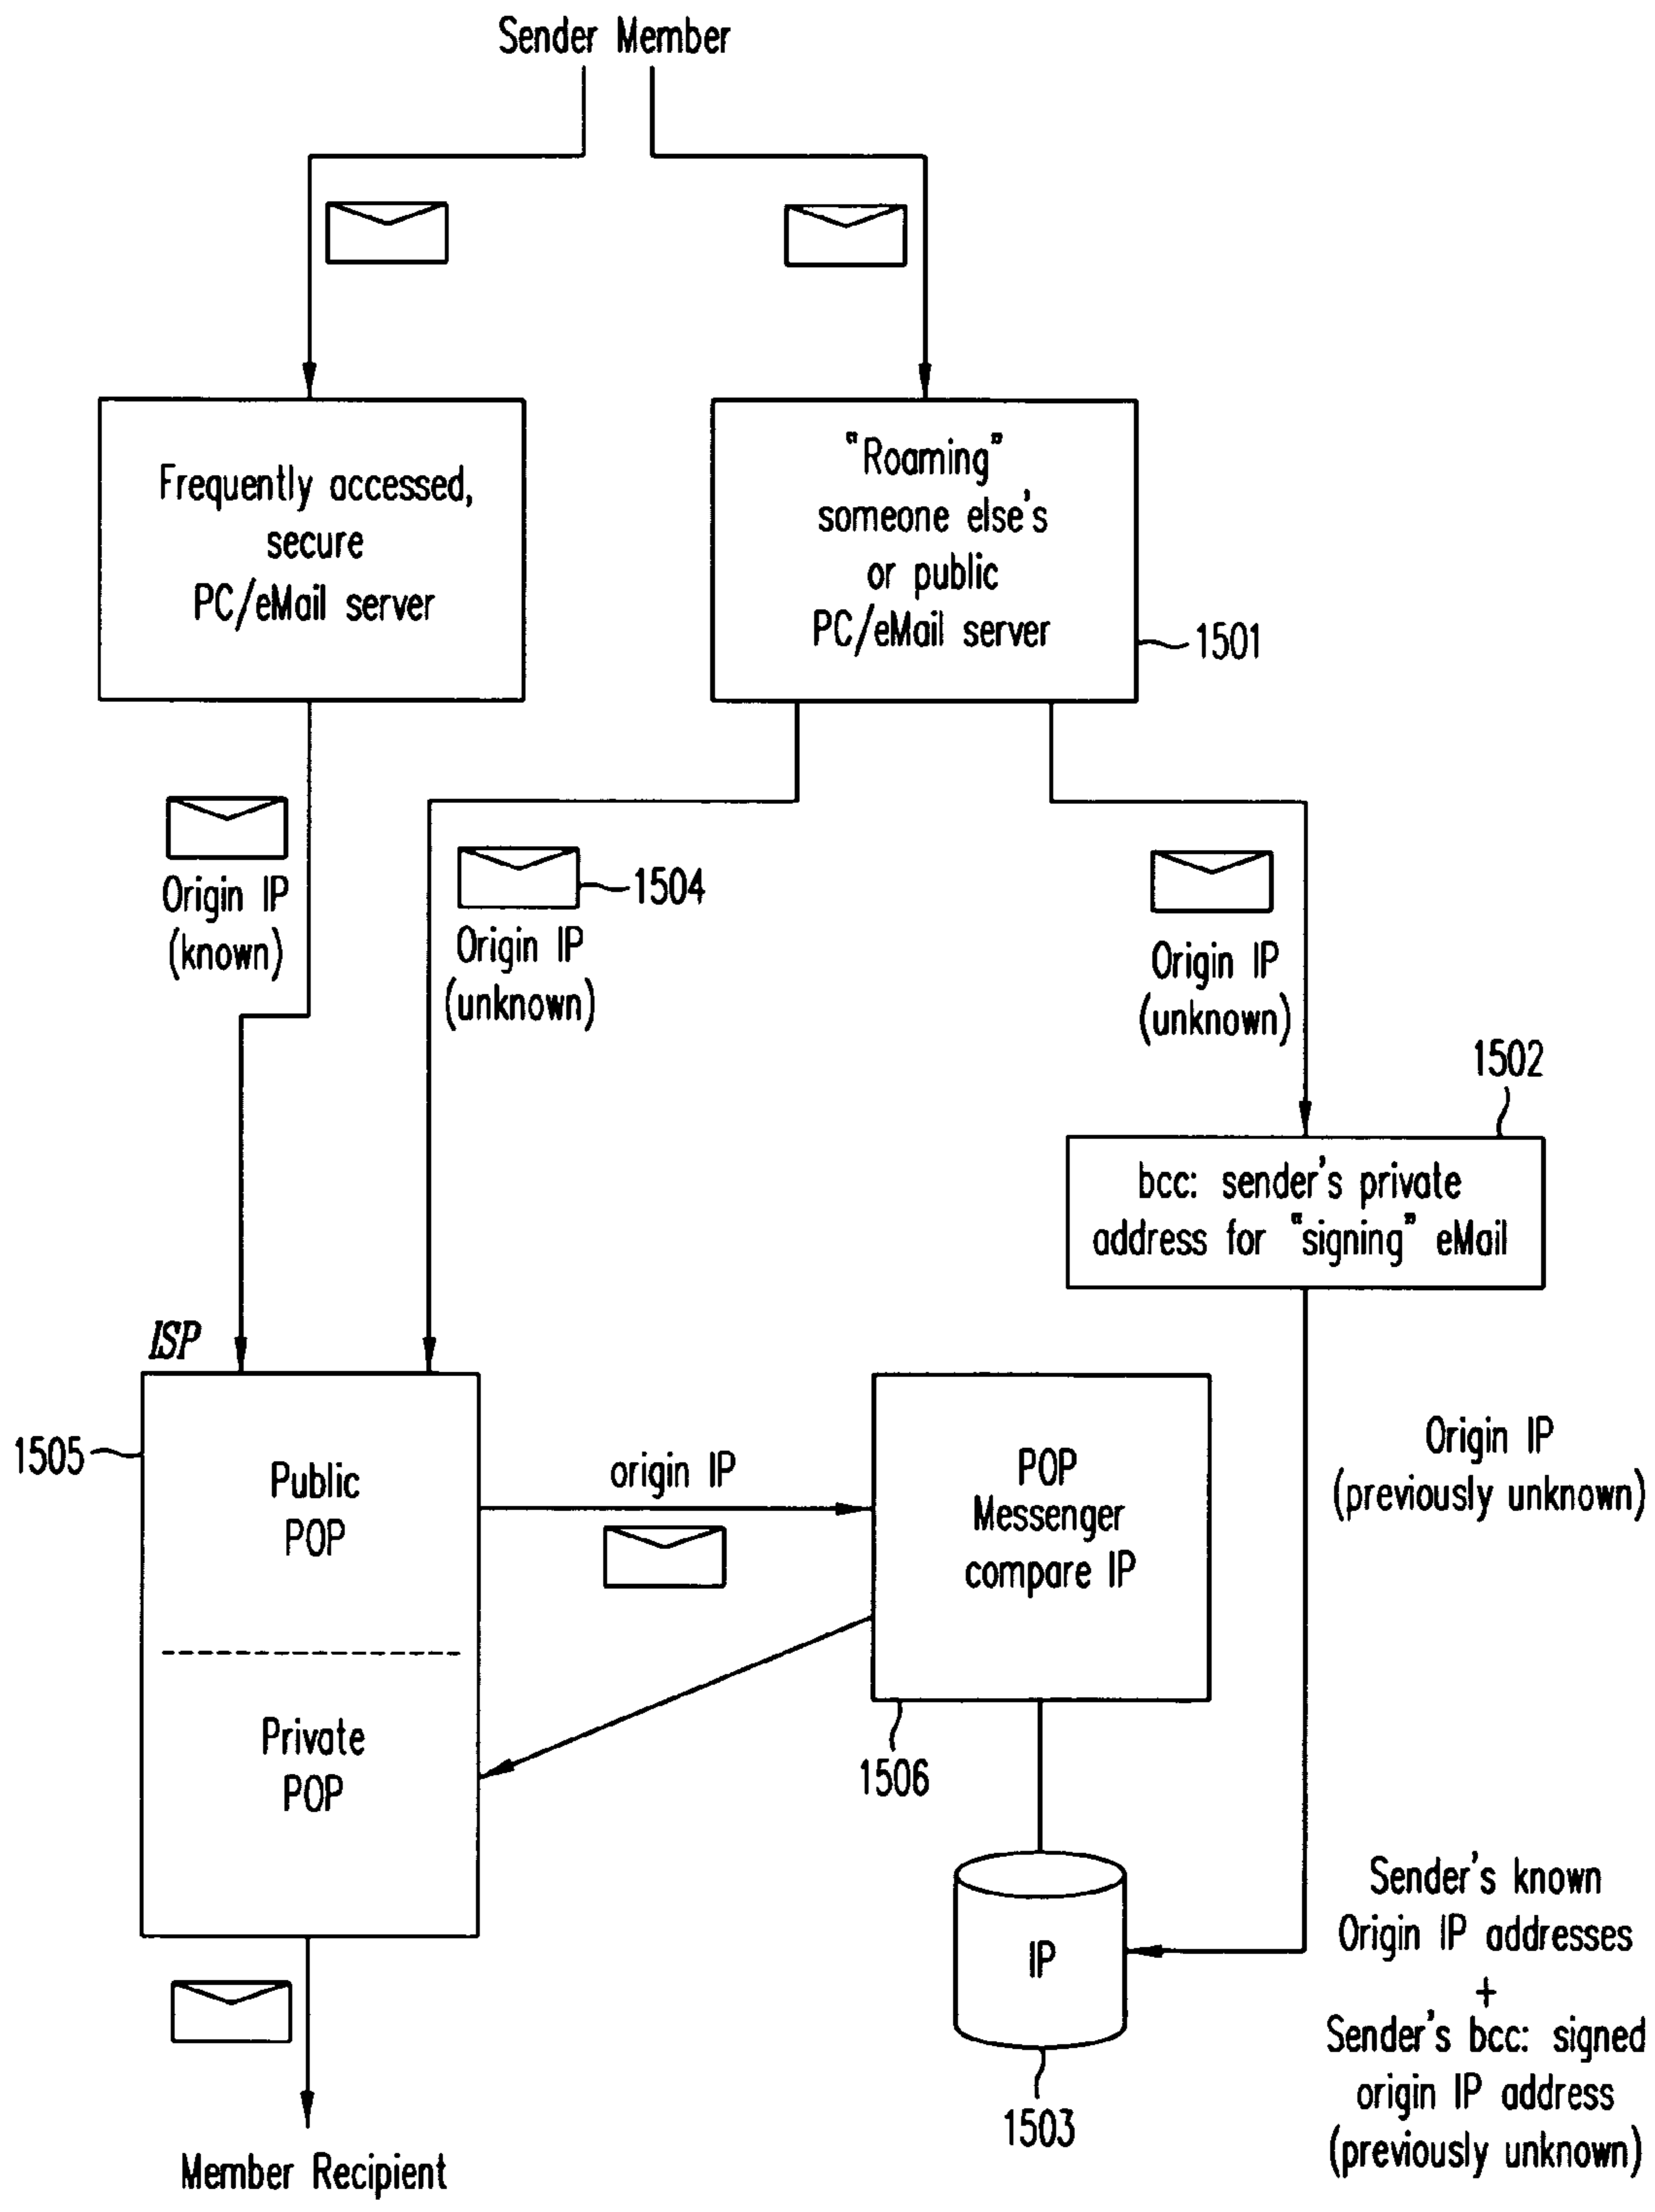 Sender Member
Frequently accessed,
secure
PC/eMail server
"Roaming"
someone else's
or public
PC/eMail server
1501
Origin IP
(known)
1504
Origin IP
(unknown)
Origin IP
(unknown)
1502
bcc: sender's private
address for "signing" eMail
ISP
1505
Public
POP
origin IP
POP
Messenger
compare IP
Origin IP
(previously unknown)
Private
POP
1506
IP
1503
Sender's known
Origin IP addresses
+
Sender's bcc: signed
origin IP address
(previously unknown)
Member Recipient